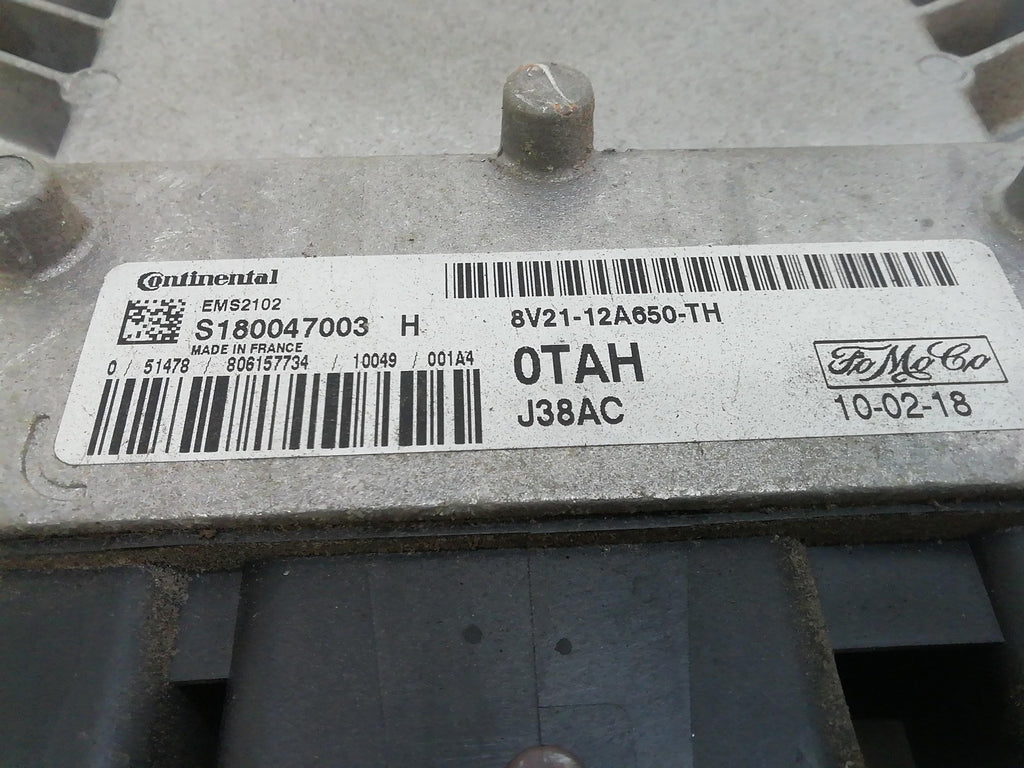 Continental
EMS2102
S180047003 H
MADE IN FRANCE
0 / 51478 / 806157734 / 10049 / 001A4
8V21-12A650-TH
0TAH
J38AC
FoMoCo
10-02-18